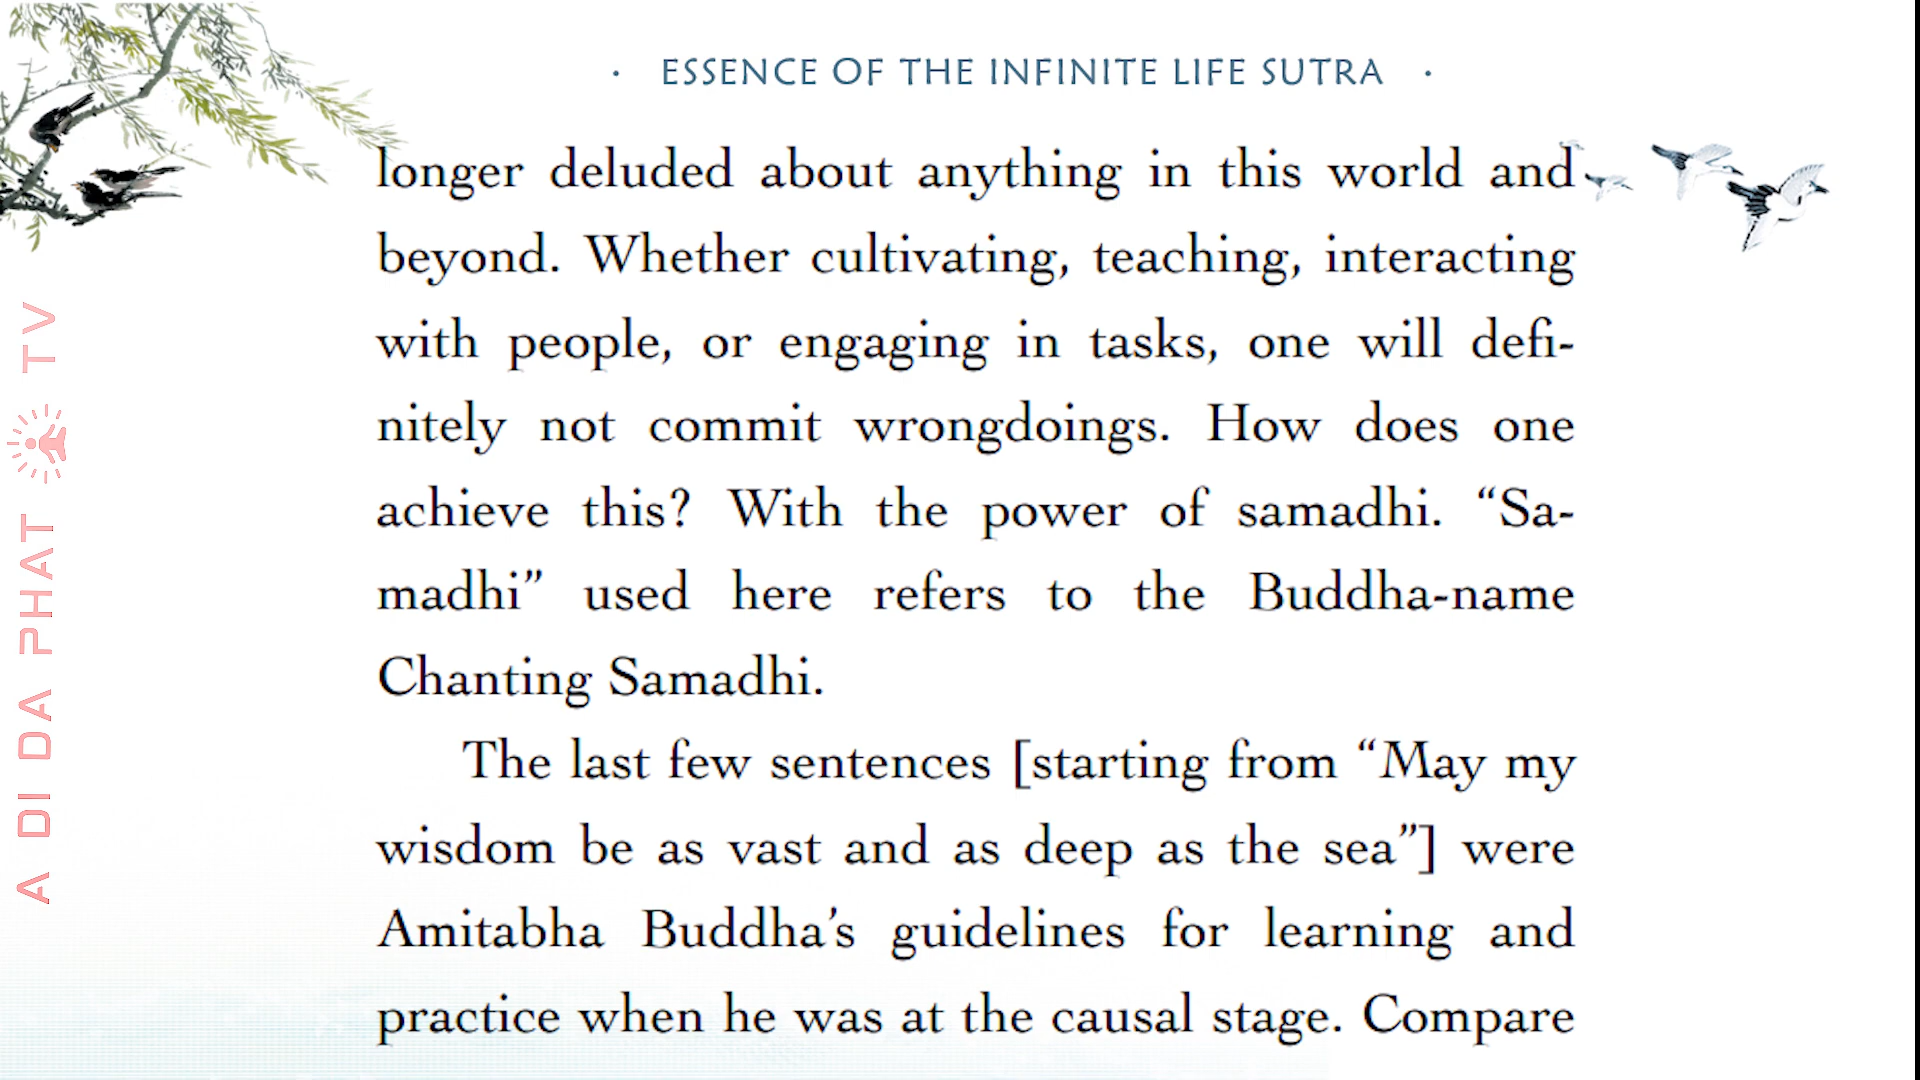 · ESSENCE OF THE INFINITE LIFE SUTRA ·
longer deluded about anything in this world and
beyond. Whether cultivating, teaching, interacting
with people, or engaging in tasks, one will defi-
nitely not commit wrongdoings. How does one
achieve this? With the power of samadhi. “Sa-
madhi” used here refers to the Buddha-name
Chanting Samadhi.
The last few sentences [starting from “May my
wisdom be as vast and as deep as the sea”] were
Amitabha Buddha’s guidelines for learning and
practice when he was at the causal stage. Compare
A DI DA PHAT TV